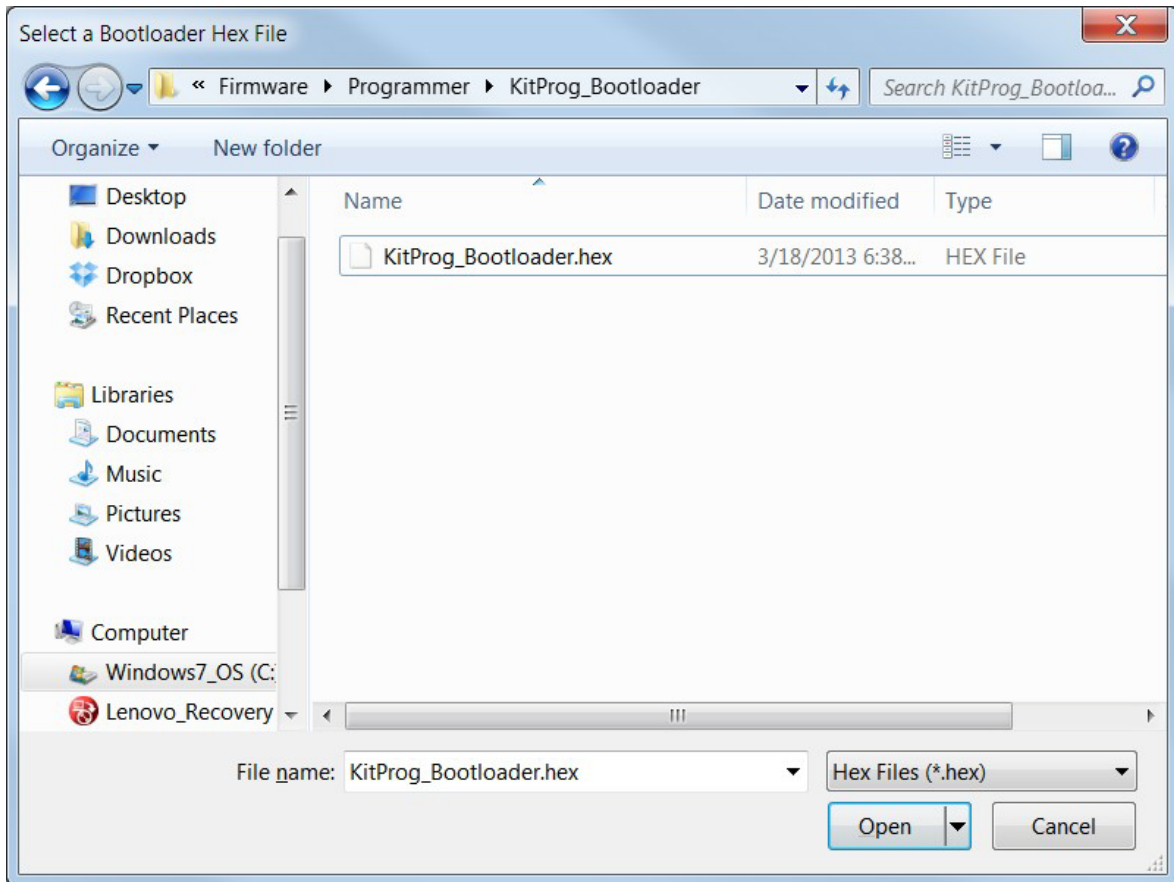 Select a Bootloader Hex File
« Firmware ▸ Programmer ▸ KitProg_Bootloader
Search KitProg_Bootloa...
Organize
New folder
Name
Date modified
Type
KitProg_Bootloader.hex
3/18/2013 6:38...
HEX File
Desktop
Downloads
Dropbox
Recent Places
Libraries
Documents
Music
Pictures
Videos
Computer
Windows7_OS (C:
Lenovo_Recovery
File name: KitProg_Bootloader.hex
Hex Files (*.hex)
Open
Cancel